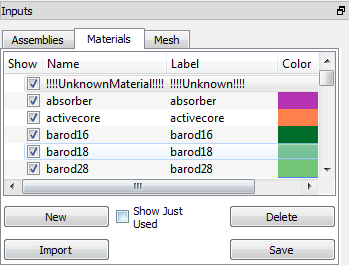 Inputs
Assemblies Materials Mesh
Show Name Label Color
!!!!UnknownMaterial!!!! !!!!Unknown!!!!
absorber absorber
activecore activecore
barod16 barod16
barod18 barod18
barod28 barod28
New Show Just Used Delete
Import Save